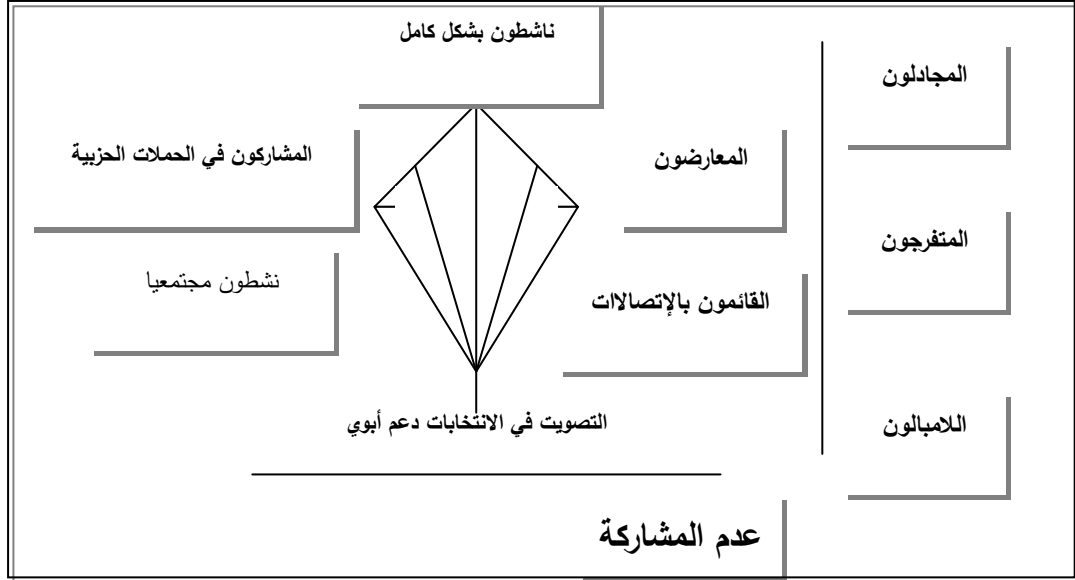 ناشطون بشكل كامل
المجادلون
المعارضون
المشاركون في الحملات الحزبية
المتفرجون
نشطون مجتمعيا
القائمون بالإتصالاات
التصويت في الانتخابات دعم أبوي
اللامبالون
عدم المشاركة